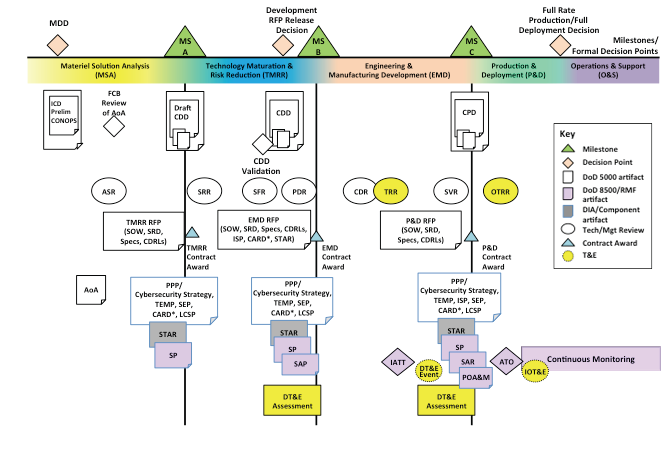 MDD
Development
RFP Release
Decision
Full Rate
Production/Full
Deployment Decision
MS
A
MS
B
MS
C
Milestones/
Formal Decision Points
Materiel Solution Analysis
(MSA)
Technology Maturation &
Risk Reduction (TMRR)
Engineering &
Manufacturing Development (EMD)
Production &
Deployment (P&D)
Operations & Support
(O&S)
ICD
Prelim
CONOPS
FCB
Review
of AoA
Draft
CDD
CDD
CDD
Validation
CPD
ASR
SRR
SFR
PDR
CDR
TRR
SVR
OTRR
TMRR RFP
(SOW, SRD,
Specs, CDRLs)
TMRR
Contract
Award
EMD RFP
(SOW, SRD, Specs, CDRLs,
ISP, CARD*, STAR)
EMD
Contract
Award
P&D RFP
(SOW, SRD,
Specs, CDRLs)
P&D
Contract
Award
AoA
PPP/
Cybersecurity Strategy,
TEMP, SEP,
CARD*, LCSP
STAR
SP
PPP/
Cybersecurity Strategy,
TEMP, SEP,
CARD*, LCSP
STAR
SP
SAP
DT&E
Assessment
PPP/
Cybersecurity Strategy,
TEMP, ISP, SEP,
CARD*, LCSP
STAR
SP
SAR
POA&M
IATT
DT&E
Event
ATO
IOT&E
Continuous Monitoring
DT&E
Assessment
Key
Milestone
Decision Point
DoD 5000 artifact
DoD 8500/RMF
artifact
DIA/Component
artifact
Tech/Mgt Review
Contract Award
T&E